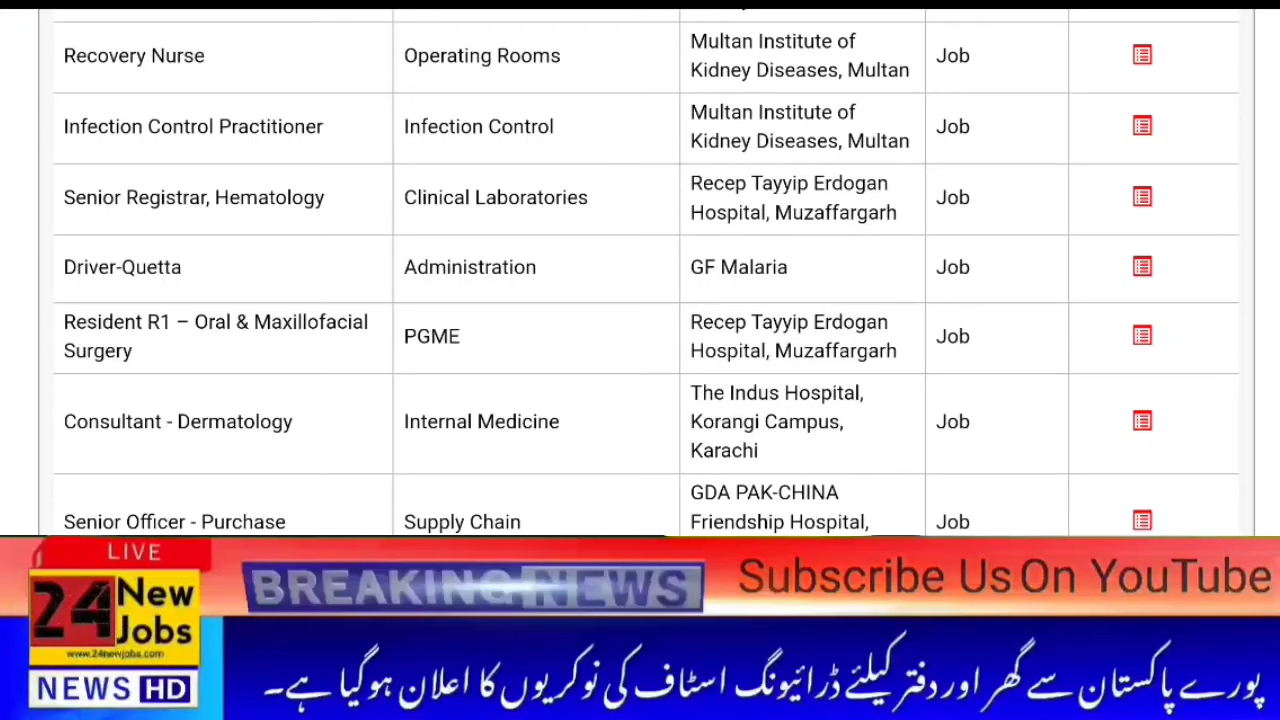 Recovery Nurse
Operating Rooms
Multan Institute of
Kidney Diseases, Multan
Job
Infection Control Practitioner
Infection Control
Multan Institute of
Kidney Diseases, Multan
Job
Senior Registrar, Hematology
Clinical Laboratories
Recep Tayyip Erdogan
Hospital, Muzaffargarh
Job
Driver-Quetta
Administration
GF Malaria
Job
Resident R1 – Oral & Maxillofacial
Surgery
PGME
Recep Tayyip Erdogan
Hospital, Muzaffargarh
Job
Consultant - Dermatology
Internal Medicine
The Indus Hospital,
Korangi Campus,
Karachi
Job
Senior Officer - Purchase
Supply Chain
GDA PAK-CHINA
Friendship Hospital,
Job
LIVE
24 New
Jobs
www.24newjobs.com
NEWS HD
BREAKING NEWS
Subscribe Us On YouTube
پورے پاکستان سے گھر اور دفتر کیلئے ڈرائیونگ اسٹاف کی نوکریوں کا اعلان ہوگیا ہے۔